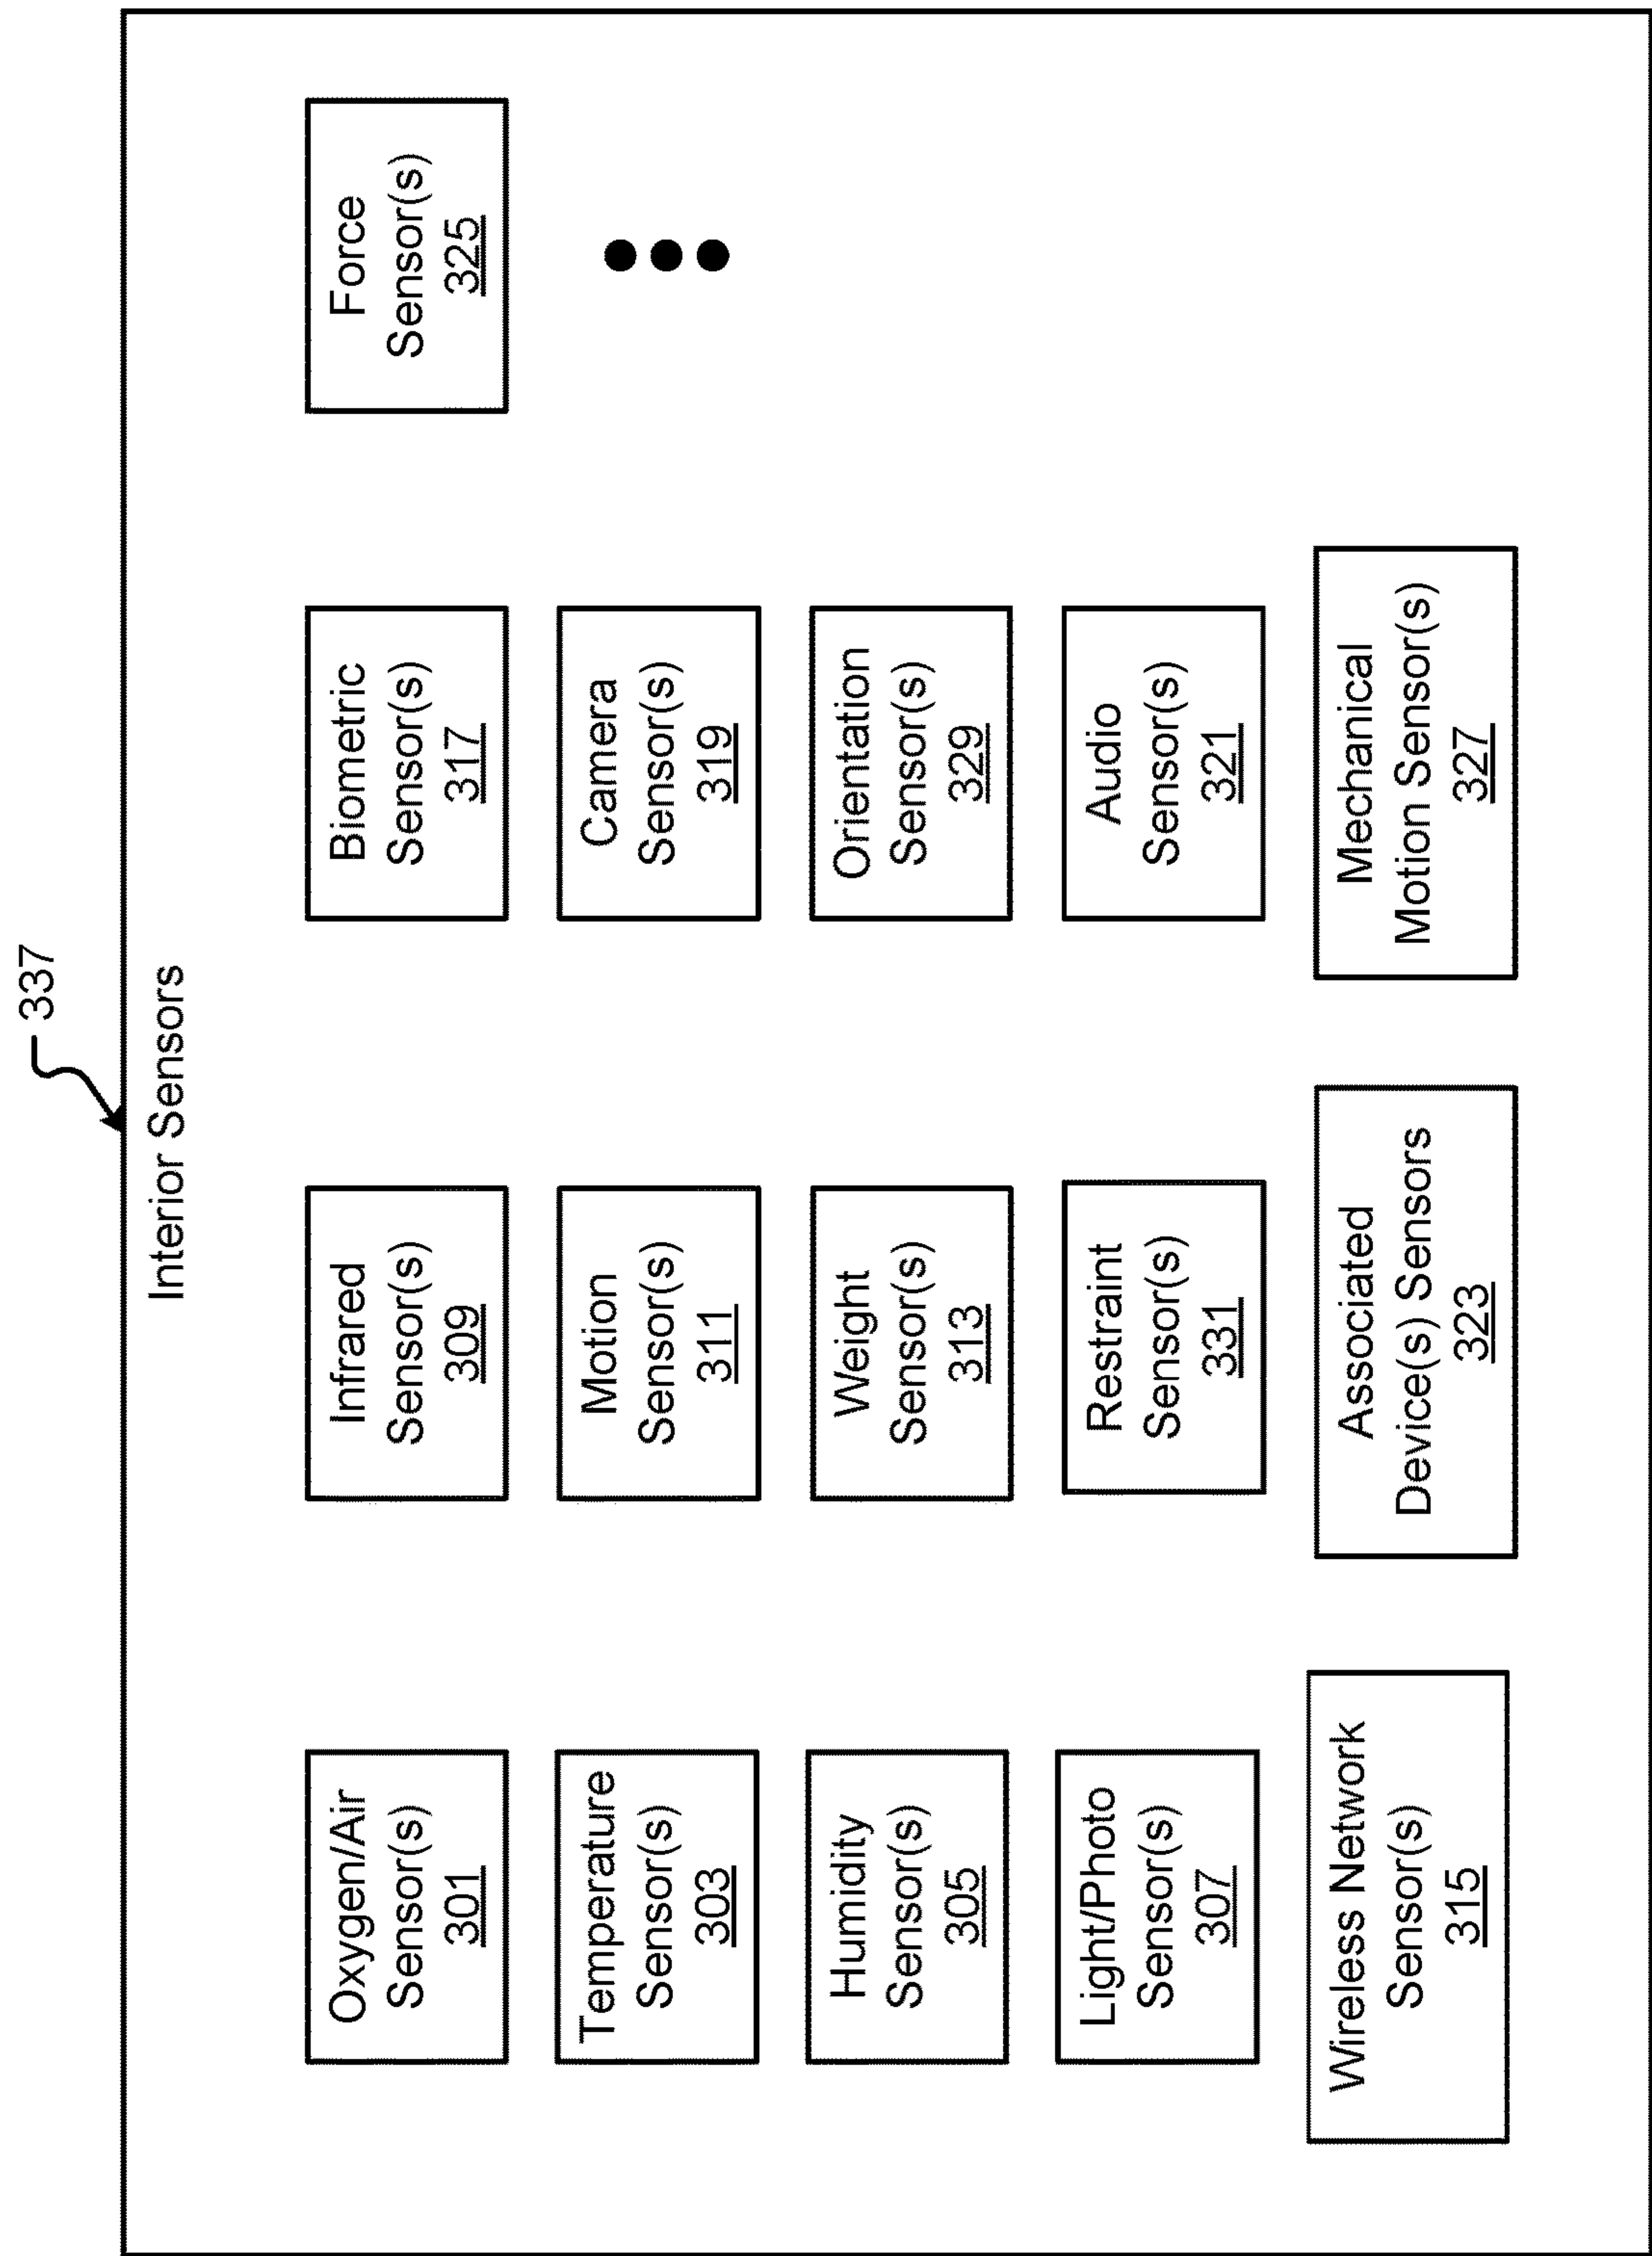 337
Interior Sensors
Oxygen/Air
Sensor(s)
301
Temperature
Sensor(s)
303
Humidity
Sensor(s)
305
Light/Photo
Sensor(s)
307
Wireless Network
Sensor(s)
315
Infrared
Sensor(s)
309
Motion
Sensor(s)
311
Weight
Sensor(s)
313
Restraint
Sensor(s)
331
Associated
Device(s) Sensors
323
Biometric
Sensor(s)
317
Camera
Sensor(s)
319
Orientation
Sensor(s)
329
Audio
Sensor(s)
321
Mechanical
Motion Sensor(s)
327
Force
Sensor(s)
325